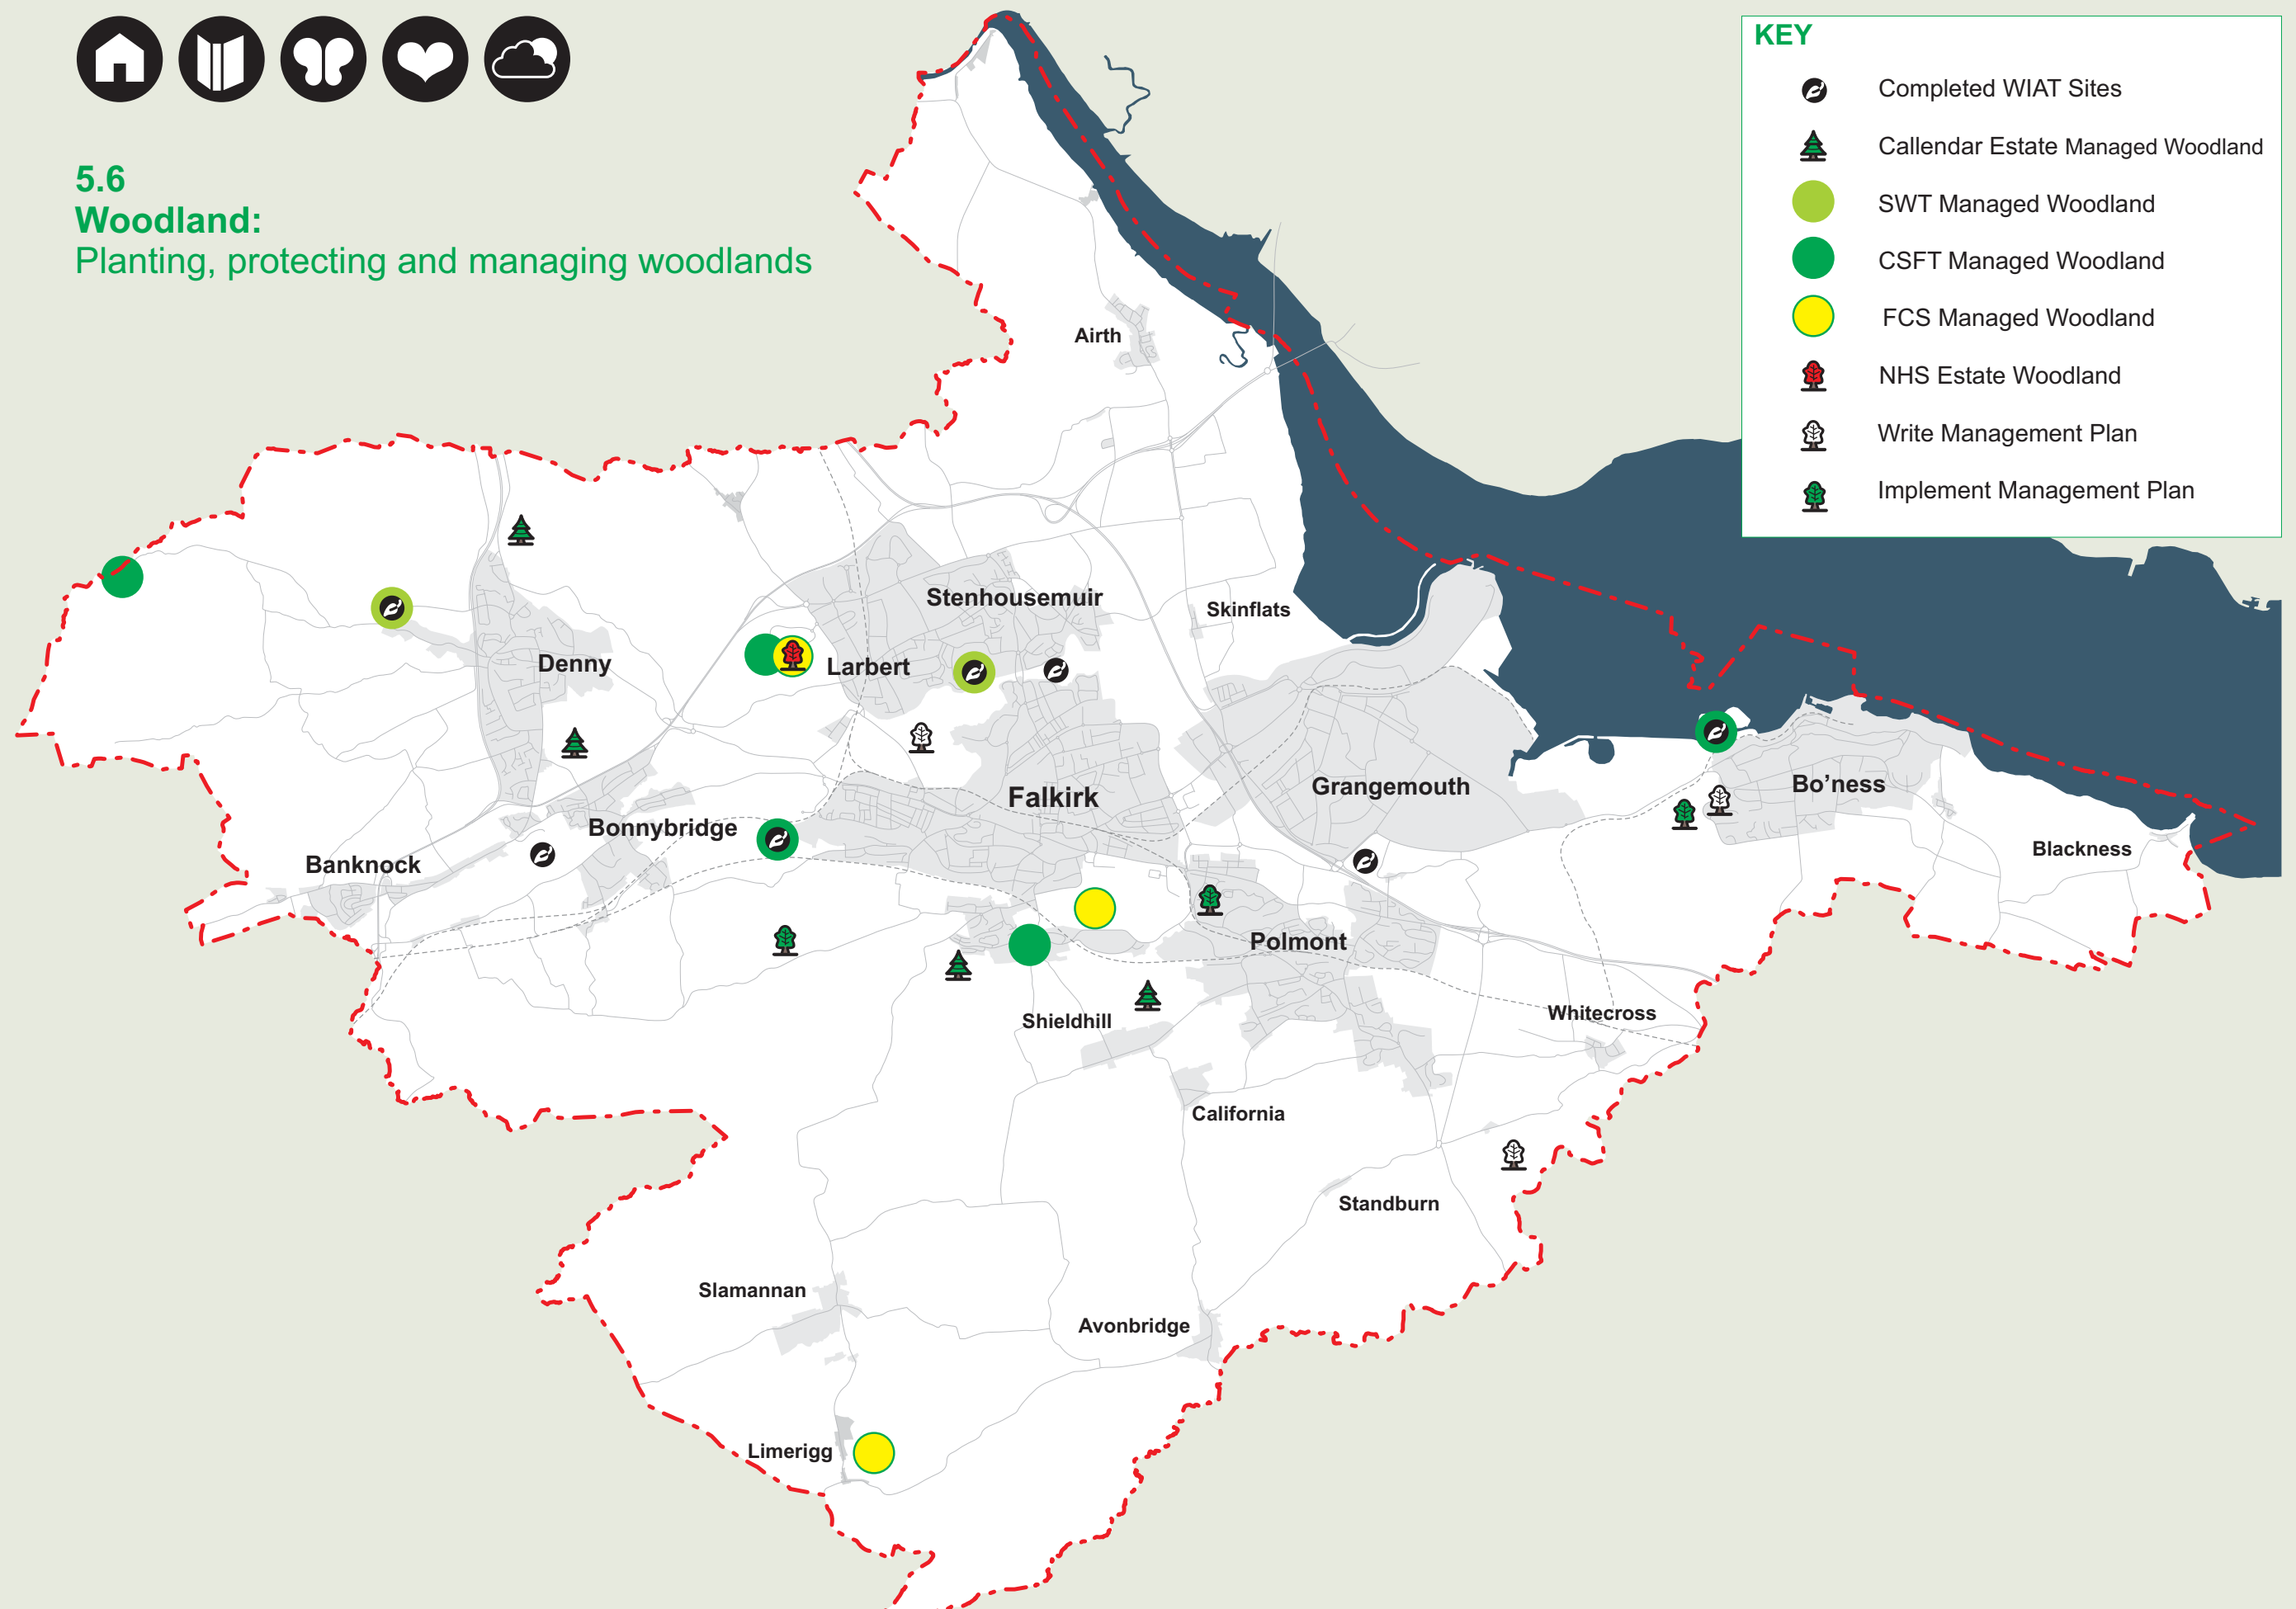 5.6
Woodland:
Planting, protecting and managing woodlands
KEY
Completed WIAT Sites
Callendar Estate Managed Woodland
SWT Managed Woodland
CSFT Managed Woodland
FCS Managed Woodland
NHS Estate Woodland
Write Management Plan
Implement Management Plan
Airth
Stenhousemuir
Skinflats
Denny
Larbert
Grangemouth
Bo’ness
Falkirk
Bonnybridge
Blackness
Banknock
Polmont
Whitecross
Shieldhill
California
Standburn
Slamannan
Avonbridge
Limerigg